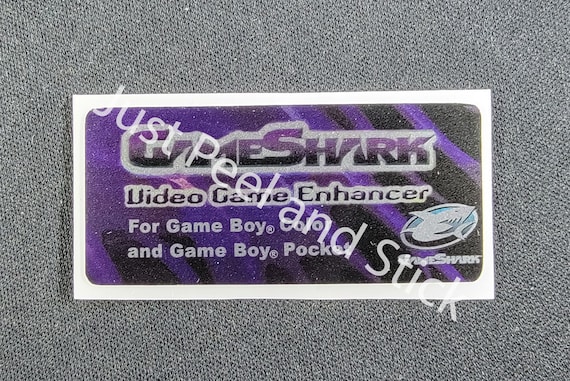 GAMESHARK
Video Game Enhancer
For Game Boy® Color
and Game Boy® Pocket
GAMESHARK
Just Peel and Stick